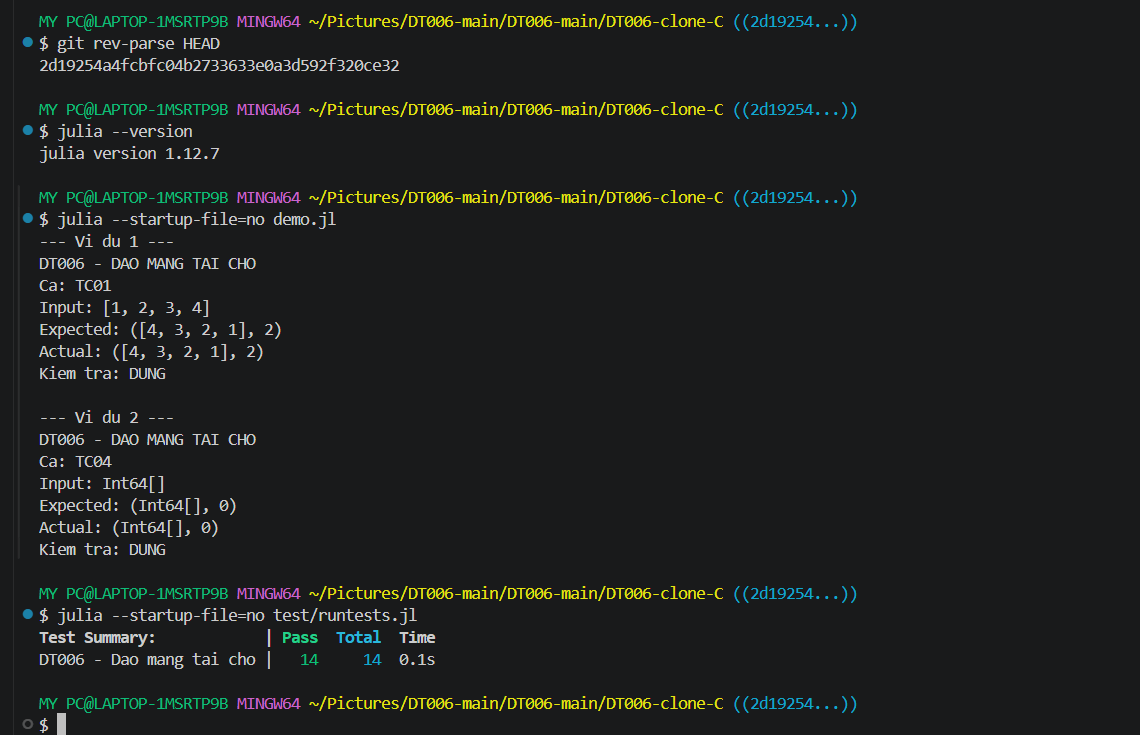 MY PC@LAPTOP-1MSRTP9B MINGW64 ~/Pictures/DT006-main/DT006-main/DT006-clone-C ((2d19254...))
$ git rev-parse HEAD
2d19254a4fcbfc04b2733633e0a3d592f320ce32
MY PC@LAPTOP-1MSRTP9B MINGW64 ~/Pictures/DT006-main/DT006-main/DT006-clone-C ((2d19254...))
$ julia --version
julia version 1.12.7
MY PC@LAPTOP-1MSRTP9B MINGW64 ~/Pictures/DT006-main/DT006-main/DT006-clone-C ((2d19254...))
$ julia --startup-file=no demo.jl
--- Vi du 1 ---
DT006 - DAO MANG TAI CHO
Ca: TC01
Input: [1, 2, 3, 4]
Expected: ([4, 3, 2, 1], 2)
Actual: ([4, 3, 2, 1], 2)
Kiem tra: DUNG
--- Vi du 2 ---
DT006 - DAO MANG TAI CHO
Ca: TC04
Input: Int64[]
Expected: (Int64[], 0)
Actual: (Int64[], 0)
Kiem tra: DUNG
MY PC@LAPTOP-1MSRTP9B MINGW64 ~/Pictures/DT006-main/DT006-main/DT006-clone-C ((2d19254...))
$ julia --startup-file=no test/runtests.jl
Test Summary: | Pass Total Time
DT006 - Dao mang tai cho | 14 14 0.1s
MY PC@LAPTOP-1MSRTP9B MINGW64 ~/Pictures/DT006-main/DT006-main/DT006-clone-C ((2d19254...))
$